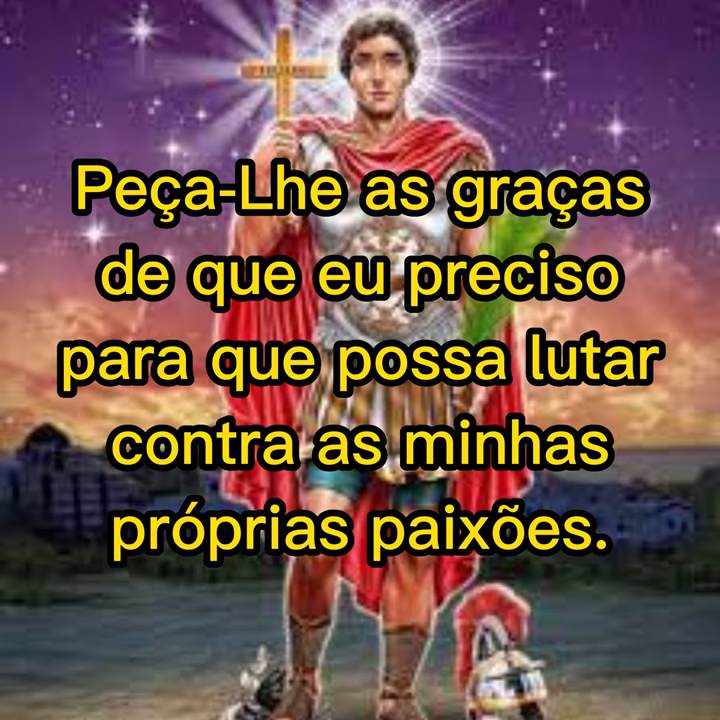 Peça-Lhe as graças
de que eu preciso
para que possa lutar
contra as minhas
próprias paixões.